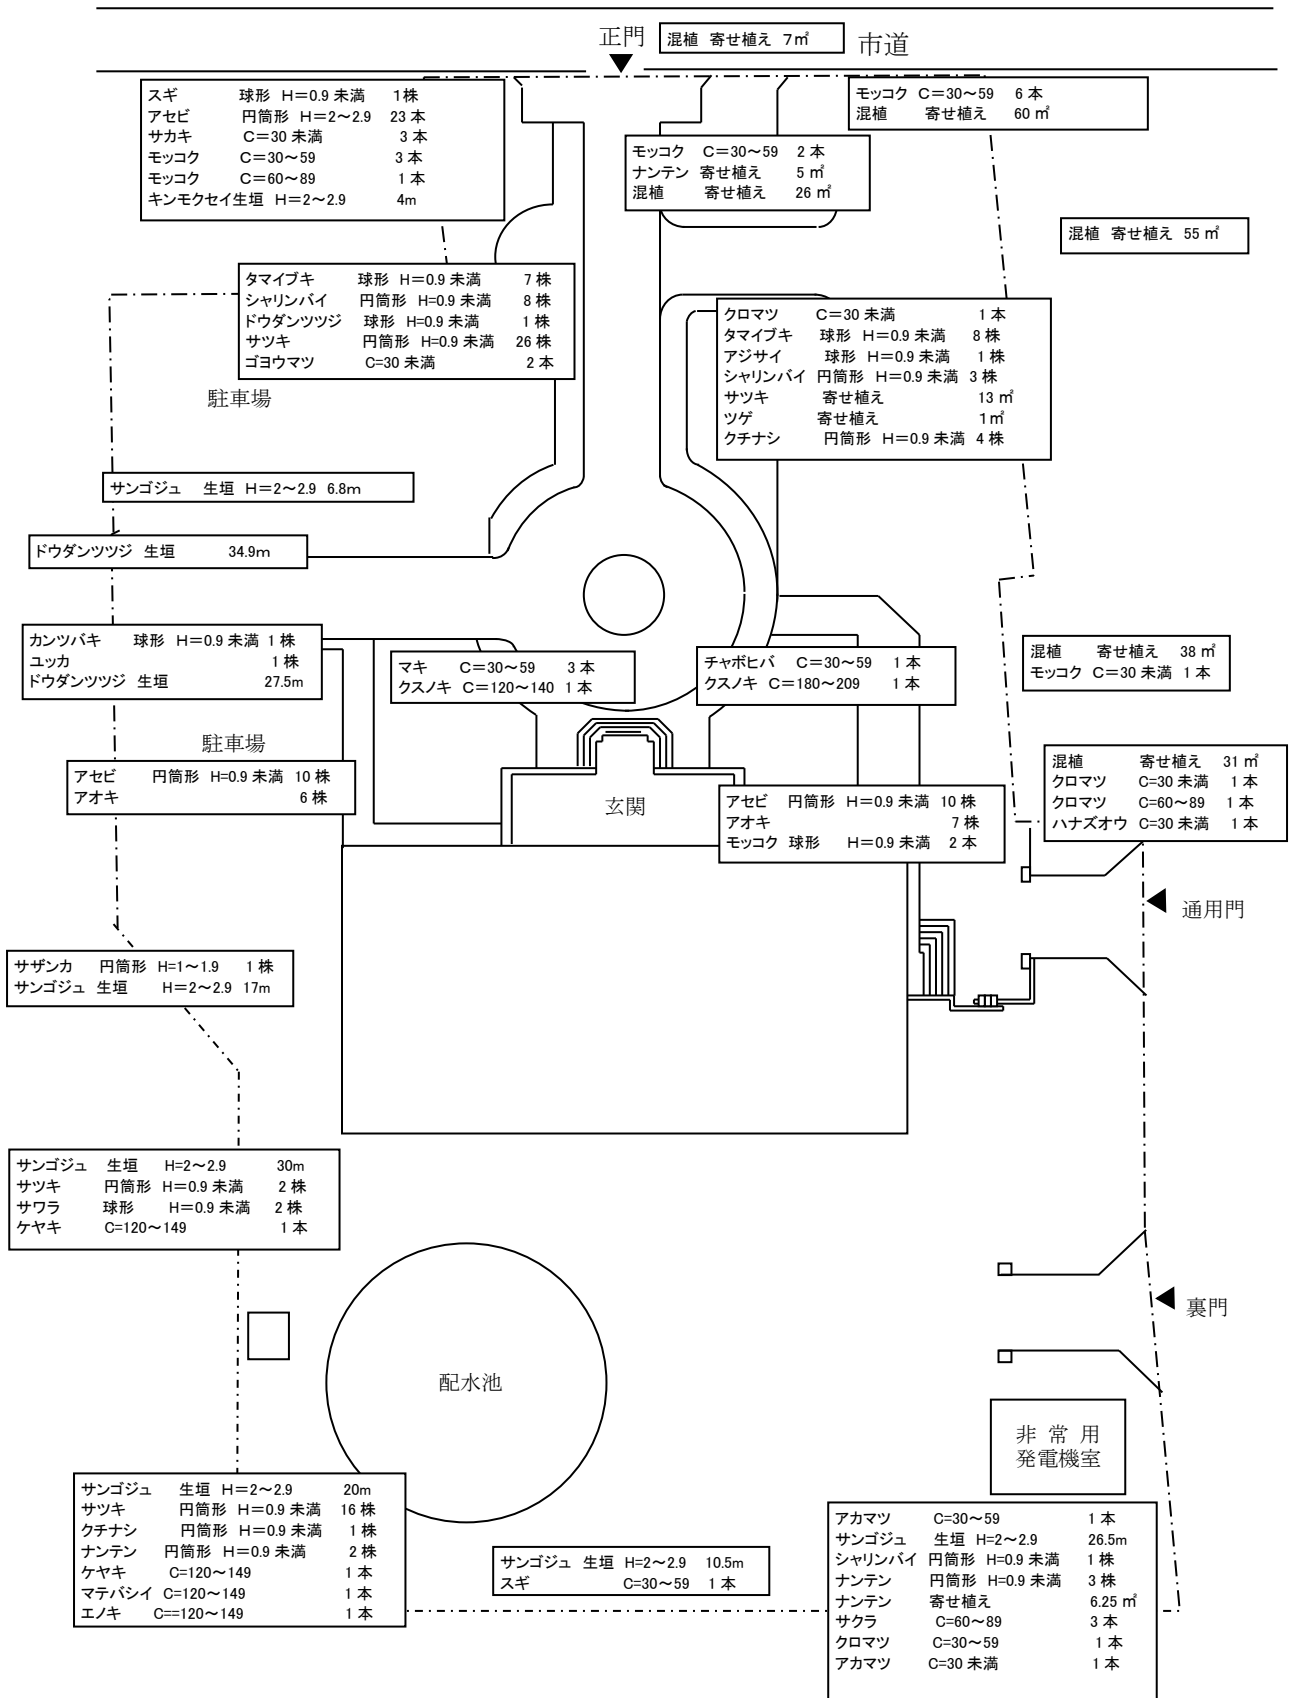 正門
混植 寄せ植え 7㎡
市道
スギ 球形 H=0.9 未満 1株
アセビ 円筒形 H=2～2.9 23 本
サカキ C=30 未満 3 本
モッコク C=30～59 3 本
モッコク C=60～89 1 本
キンモクセイ生垣 H=2～2.9 4m
モッコク C=30～59 6 本
混植 寄せ植え 60 ㎡
モッコク C=30～59 2 本
ナンテン 寄せ植え 5 ㎡
混植 寄せ植え 26 ㎡
混植 寄せ植え 55 ㎡
タマイブキ 球形 H=0.9 未満 7 株
シャリンバイ 円筒形 H=0.9 未満 8 株
ドウダンツツジ 球形 H=0.9 未満 1 株
サツキ 円筒形 H=0.9 未満 26 株
ゴヨウマツ C=30 未満 2 本
クロマツ C=30 未満 1 本
タマイブキ 球形 H=0.9 未満 8 株
アジサイ 球形 H=0.9 未満 1 株
シャリンバイ 円筒形 H=0.9 未満 3 株
サツキ 寄せ植え 13 ㎡
ツゲ 寄せ植え 1㎡
クチナシ 円筒形 H=0.9 未満 4 株
駐車場
サンゴジュ 生垣 H=2～2.9 6.8m
ドウダンツツジ 生垣 34.9m
カンツバキ 球形 H=0.9 未満 1 株
ユッカ 1 株
ドウダンツツジ 生垣 27.5m
マキ C=30～59 3 本
クスノキ C=120～140 1 本
チャボヒバ C=30～59 1 本
クスノキ C=180～209 1 本
混植 寄せ植え 38 ㎡
モッコク C=30 未満 1 本
駐車場
アセビ 円筒形 H=0.9 未満 10 株
アオキ 6 株
玄関
アセビ 円筒形 H=0.9 未満 10 株
アオキ 7 株
モッコク 球形 H=0.9 未満 2 本
混植 寄せ植え 31 ㎡
クロマツ C=30 未満 1 本
クロマツ C=60～89 1 本
ハナズオウ C=30 未満 1 本
通用門
サザンカ 円筒形 H=1～1.9 1 株
サンゴジュ 生垣 H=2～2.9 17m
サンゴジュ 生垣 H=2～2.9 30m
サツキ 円筒形 H=0.9 未満 2 株
サワラ 球形 H=0.9 未満 2 株
ケヤキ C=120～149 1 本
裏門
配水池
非 常 用
発電機室
サンゴジュ 生垣 H=2～2.9 20m
サツキ 円筒形 H=0.9 未満 16 株
クチナシ 円筒形 H=0.9 未満 1 株
ナンテン 円筒形 H=0.9 未満 2 株
ケヤキ C=120～149 1 本
マテバシイ C=120～149 1 本
エノキ C==120～149 1 本
サンゴジュ 生垣 H=2～2.9 10.5m
スギ C=30～59 1 本
アカマツ C=30～59 1 本
サンゴジュ 生垣 H=2～2.9 26.5m
シャリンバイ 円筒形 H=0.9 未満 1 株
ナンテン 円筒形 H=0.9 未満 3 株
ナンテン 寄せ植え 6.25 ㎡
サクラ C=60～89 3 本
クロマツ C=30～59 1 本
アカマツ C=30 未満 1 本